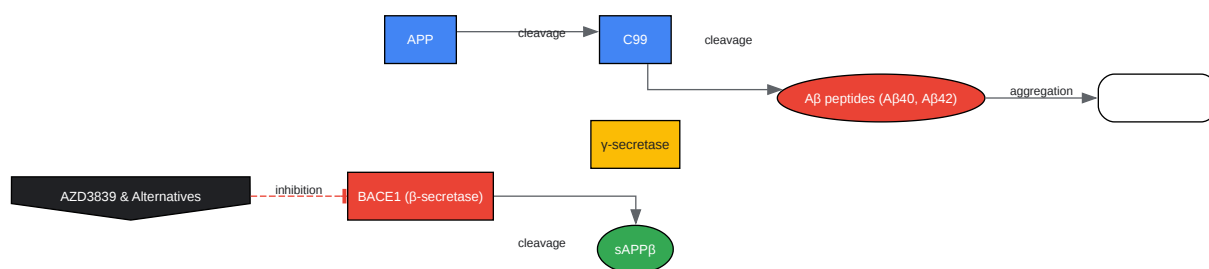 APP
cleavage
C99
cleavage
Aβ peptides (Aβ40, Aβ42)
aggregation
γ-secretase
AZD3839 & Alternatives
inhibition
BACE1 (β-secretase)
cleavage
sAPPβ